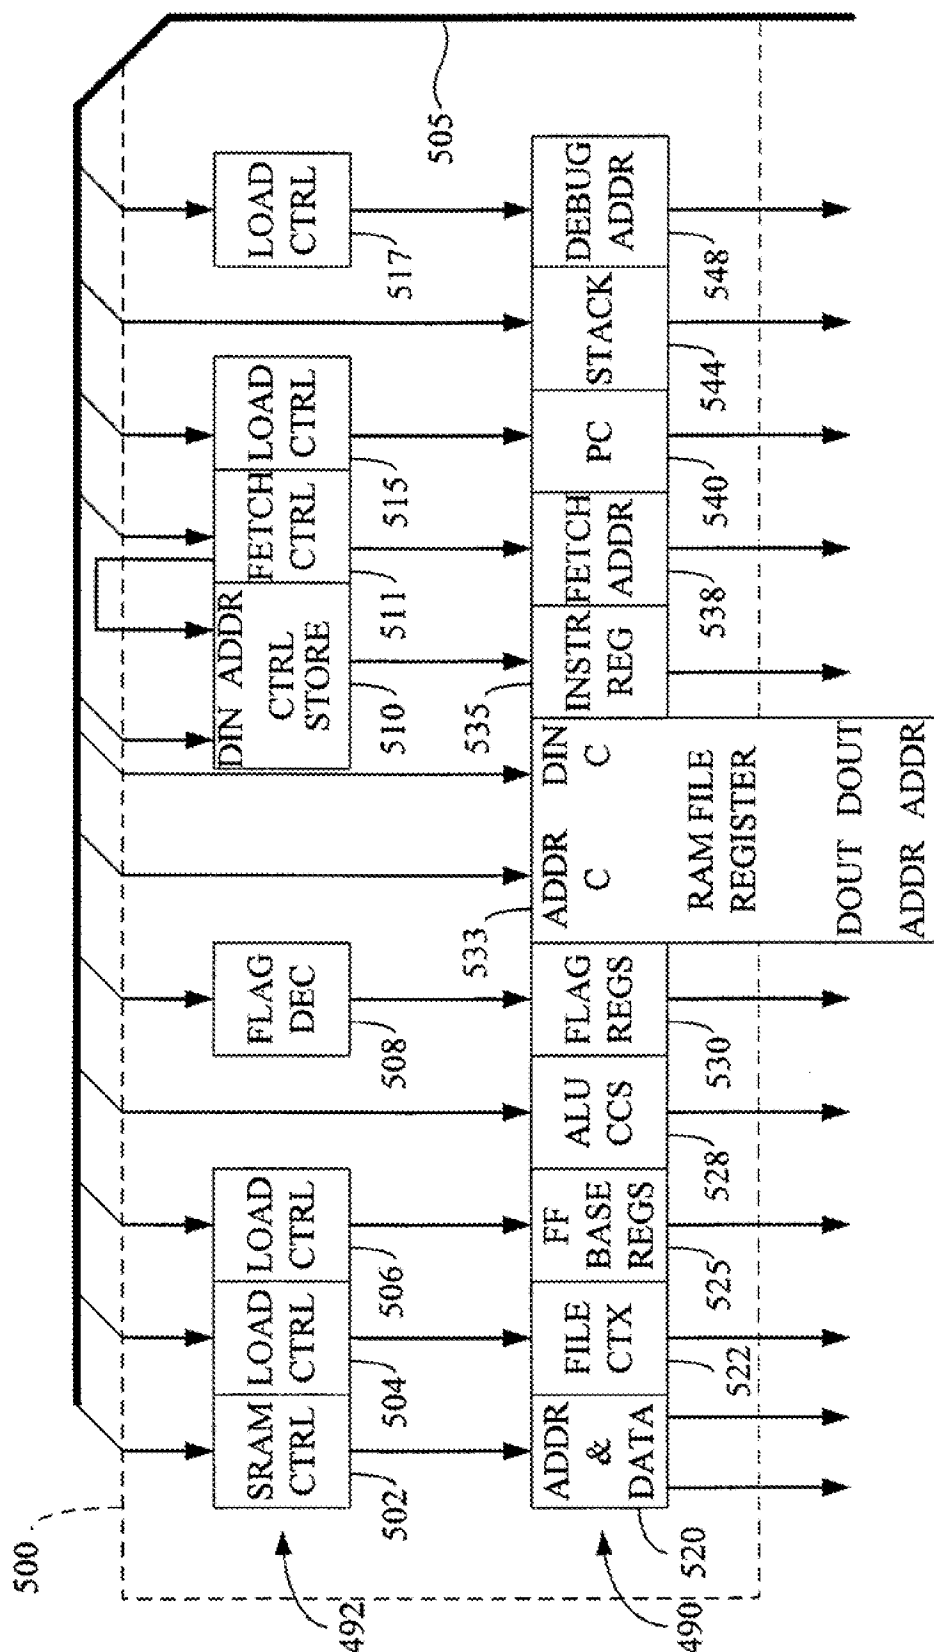 500
505
492
SRAM
CTRL
502
LOAD
CTRL
504
LOAD
CTRL
506
FLAG
DEC
508
DIN ADDR
CTRL
STORE
510
FETCH
CTRL
511
LOAD
CTRL
515
LOAD
CTRL
517
490
ADDR
&
DATA
520
FILE
CTX
522
FF
BASE
REGS
525
ALU
CCS
528
FLAG
REGS
530
533
ADDR DIN
C C
RAM FILE
REGISTER
DOUT DOUT
ADDR ADDR
535
INSTR
REG
FETCH
ADDR
538
PC
540
STACK
544
DEBUG
ADDR
548